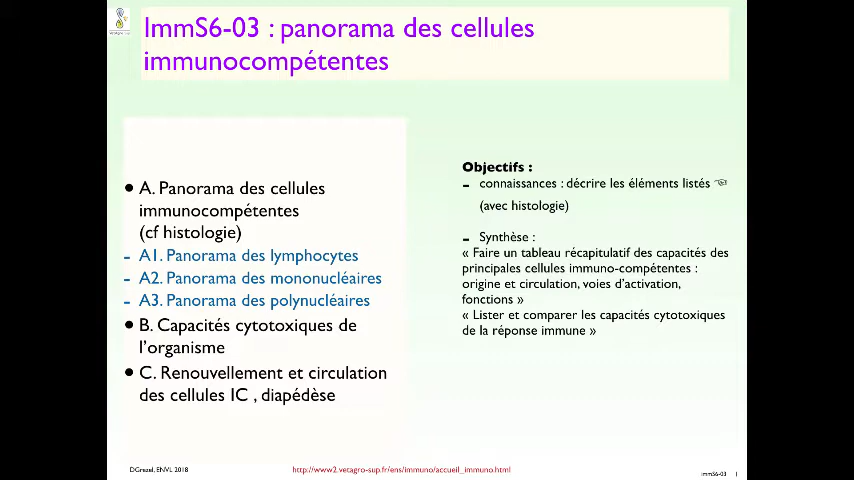 ImmS6-03 : panorama des cellules
immunocompétentes
• A. Panorama des cellules
immunocompétentes
(cf histologie)
- A1. Panorama des lymphocytes
- A2. Panorama des mononucléaires
- A3. Panorama des polynucléaires
• B. Capacités cytotoxiques de
l’organisme
• C. Renouvellement et circulation
des cellules IC , diapédèse
Objectifs :
- connaissances : décrire les éléments listés ☜
(avec histologie)
- Synthèse :
« Faire un tableau récapitulatif des capacités des
principales cellules immuno-compétentes :
origine et circulation, voies d’activation,
fonctions »
« Lister et comparer les capacités cytotoxiques
de la réponse immune »
DGrezel, ENVL 2018
http://www2.vetagro-sup.fr/ens/immuno/accueil_immuno.html
immS6-03 1